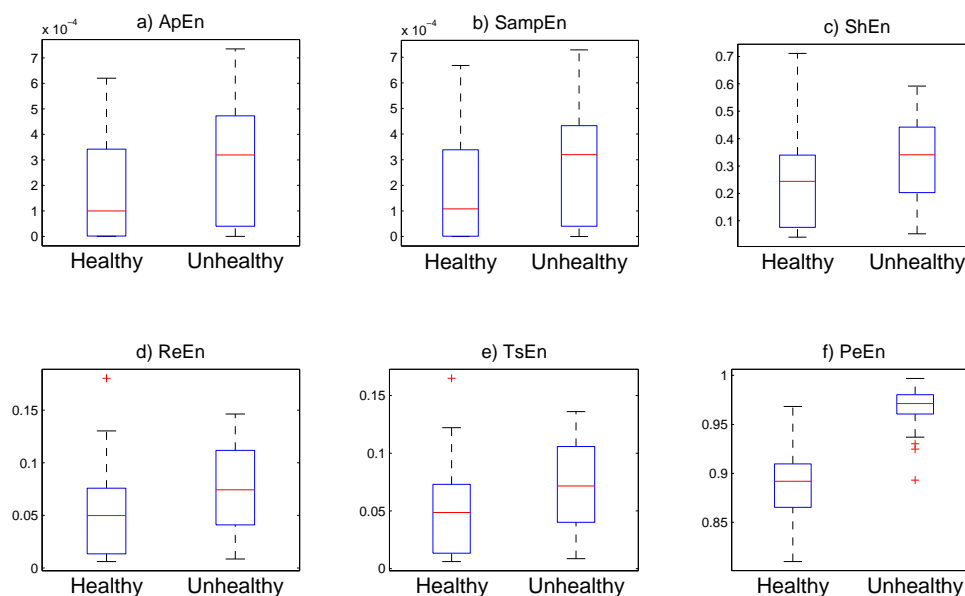 a) ApEn
x 10⁻⁴
7
6
5
4
3
2
1
0
Healthy Unhealthy
b) SampEn
x 10⁻⁴
7
6
5
4
3
2
1
0
Healthy Unhealthy
c) ShEn
0.7
0.6
0.5
0.4
0.3
0.2
0.1
Healthy Unhealthy
d) ReEn
0.15
0.1
0.05
0
Healthy Unhealthy
e) TsEn
0.15
0.1
0.05
0
Healthy Unhealthy
f) PeEn
1
0.95
0.9
0.85
Healthy Unhealthy